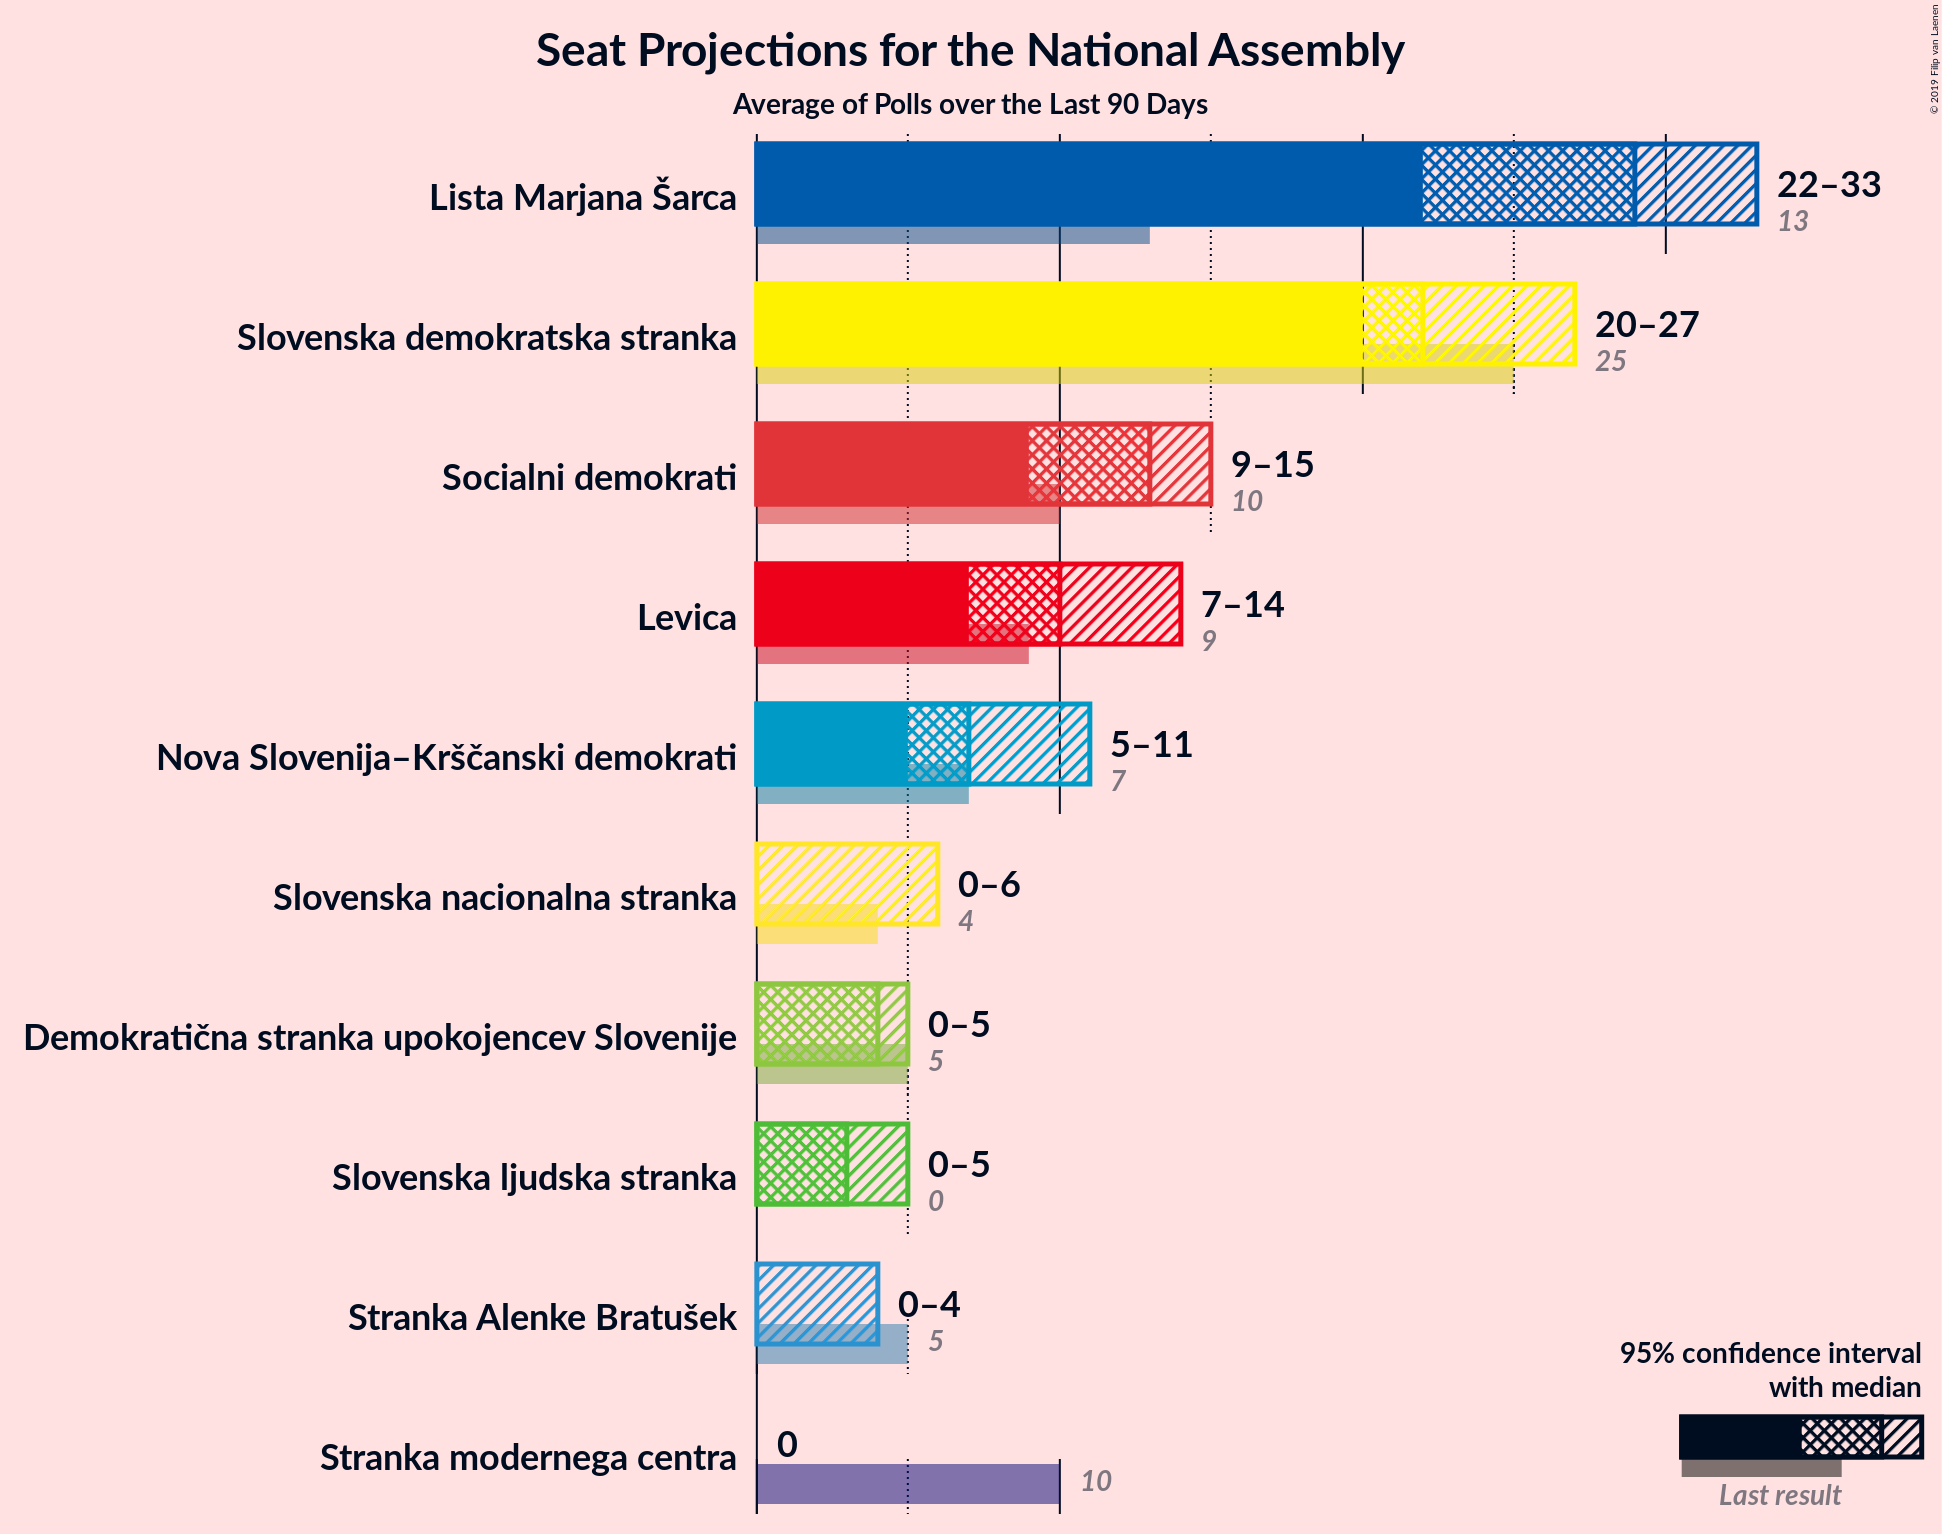 Seat Projections for the National Assembly
Average of Polls over the Last 90 Days
© 2019 Filip van Laenen
Lista Marjana Šarca
22–33
13
Slovenska demokratska stranka
20–27
25
Socialni demokrati
9–15
10
Levica
7–14
9
Nova Slovenija–Krščanski demokrati
5–11
7
Slovenska nacionalna stranka
0–6
4
Demokratična stranka upokojencev Slovenije
0–5
5
Slovenska ljudska stranka
0–5
0
Stranka Alenke Bratušek
0–4
5
Stranka modernega centra
0
10
95% confidence interval
with median
Last result